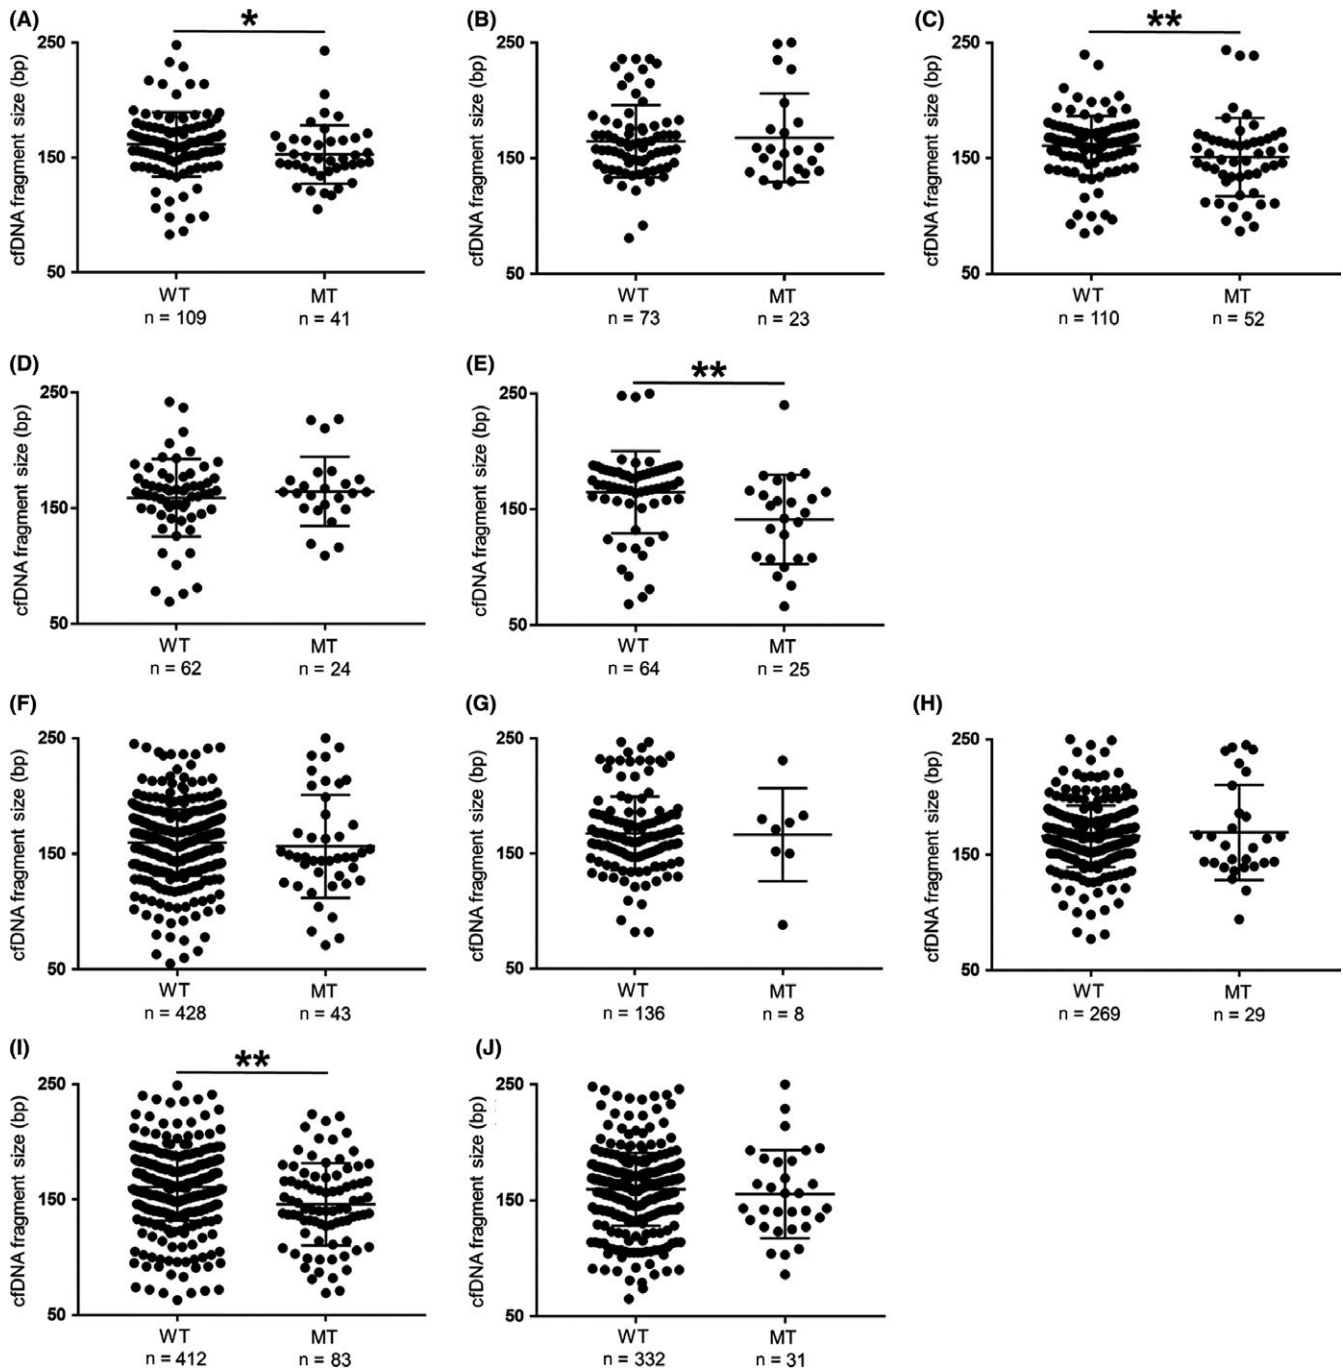 (A)
*
250
150
50
cfDNA fragment size (bp)
WT
MT
n = 109
n = 41
(B)
250
150
50
cfDNA fragment size (bp)
WT
MT
n = 73
n = 23
(C)
**
250
150
50
cfDNA fragment size (bp)
WT
MT
n = 110
n = 52
(D)
250
150
50
cfDNA fragment size (bp)
WT
MT
n = 62
n = 24
(E)
**
250
150
50
cfDNA fragment size (bp)
WT
MT
n = 64
n = 25
(F)
250
150
50
cfDNA fragment size (bp)
WT
MT
n = 428
n = 43
(G)
250
150
50
cfDNA fragment size (bp)
WT
MT
n = 136
n = 8
(H)
250
150
50
cfDNA fragment size (bp)
WT
MT
n = 269
n = 29
(I)
**
250
150
50
cfDNA fragment size (bp)
WT
MT
n = 412
n = 83
(J)
250
150
50
cfDNA fragment size (bp)
WT
MT
n = 332
n = 31